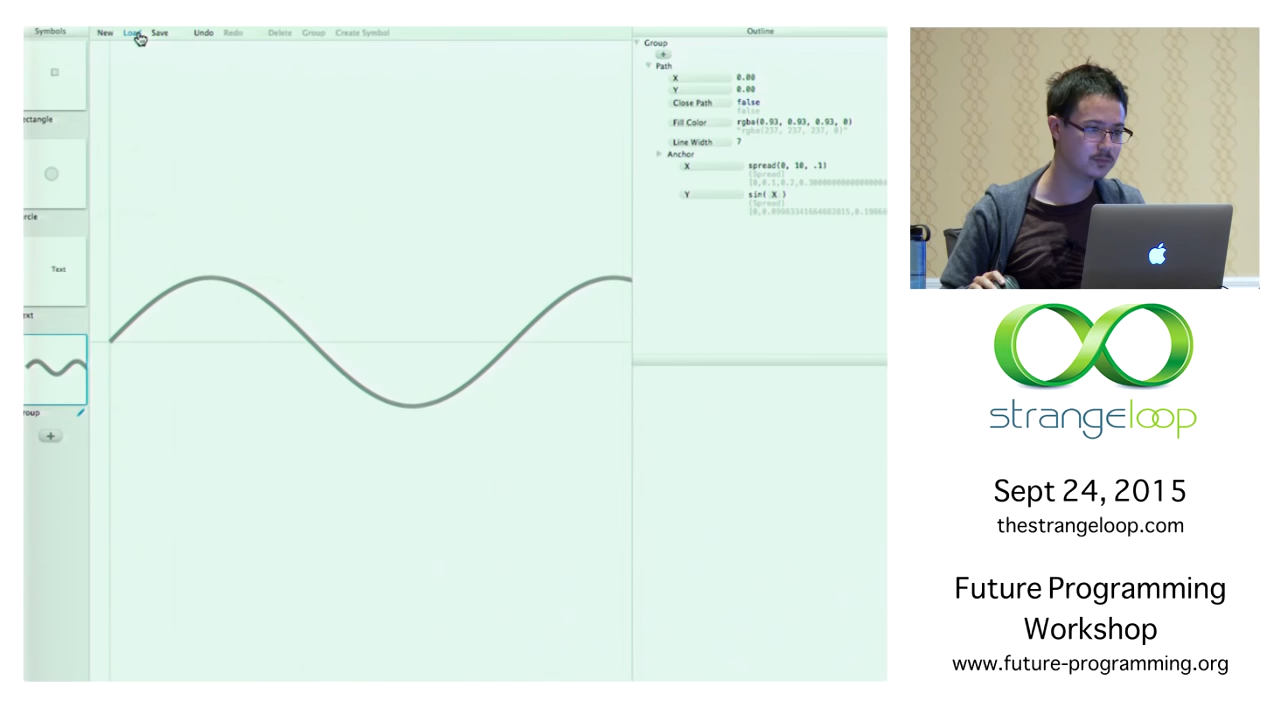 Symbols
New Load Save Undo Redo Delete Group Create Symbol
Outline
ectangle
rcle
Text
ext
roup
+
Group
+
Path
X 0.00
Y 0.00
Close Path false
false
Fill Color rgba(0.93, 0.93, 0.93, 0)
"rgba(237, 237, 237, 0)"
Line Width 7
Anchor
X spread(0, 10, .1)
[Spread]
Y sin( X )
[Spread]
strangeloop
Sept 24, 2015
thestrangeloop.com
Future Programming
Workshop
www.future-programming.org